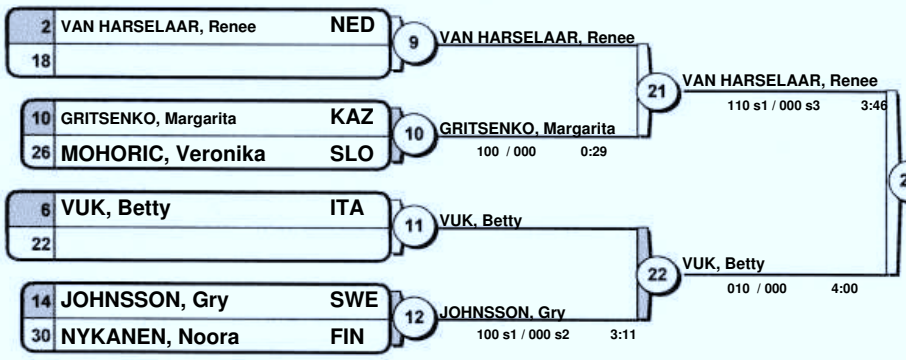 2 VAN HARSELAAR, Renee NED
18
9
VAN HARSELAAR, Renee
10 GRITSENKO, Margarita KAZ
26 MOHORIC, Veronika SLO
10
GRITSENKO, Margarita
100 / 000 0:29
21
VAN HARSELAAR, Renee
110 s1 / 000 s3 3:46
6 VUK, Betty ITA
22
11
VUK, Betty
14 JOHNSSON, Gry SWE
30 NYKANEN, Noora FIN
12
JOHNSSON, Gry
100 s1 / 000 s2 3:11
22
VUK, Betty
010 / 000 4:00